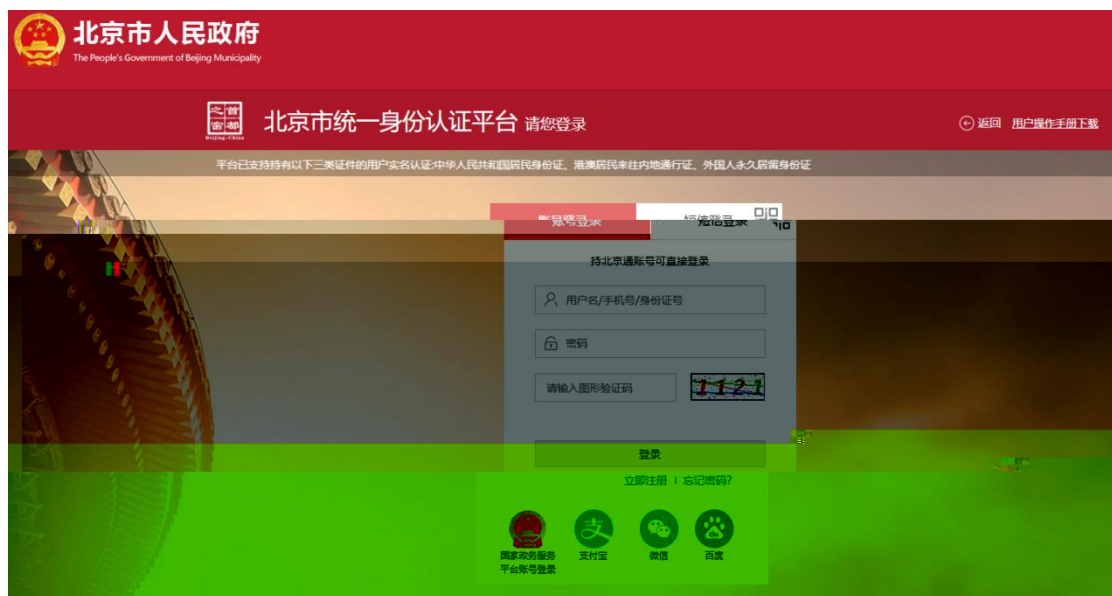 北京市人民政府
The People's Government of Beijing Municipality
首都之窗
Beijing-China
北京市统一身份认证平台 请您登录
返回 用户操作手册下载
平台已支持持有以下三类证件的用户实名认证:中华人民共和国居民身份证、港澳居民来往内地通行证、外国人永久居留身份证
账号登录 短信登录
持北京通账号可直接登录
用户名/手机号/身份证号
密码
请输入图形验证码 1121
登录
立即注册 | 忘记密码?
国家政务服务
平台账号登录
支付宝
微信
百度